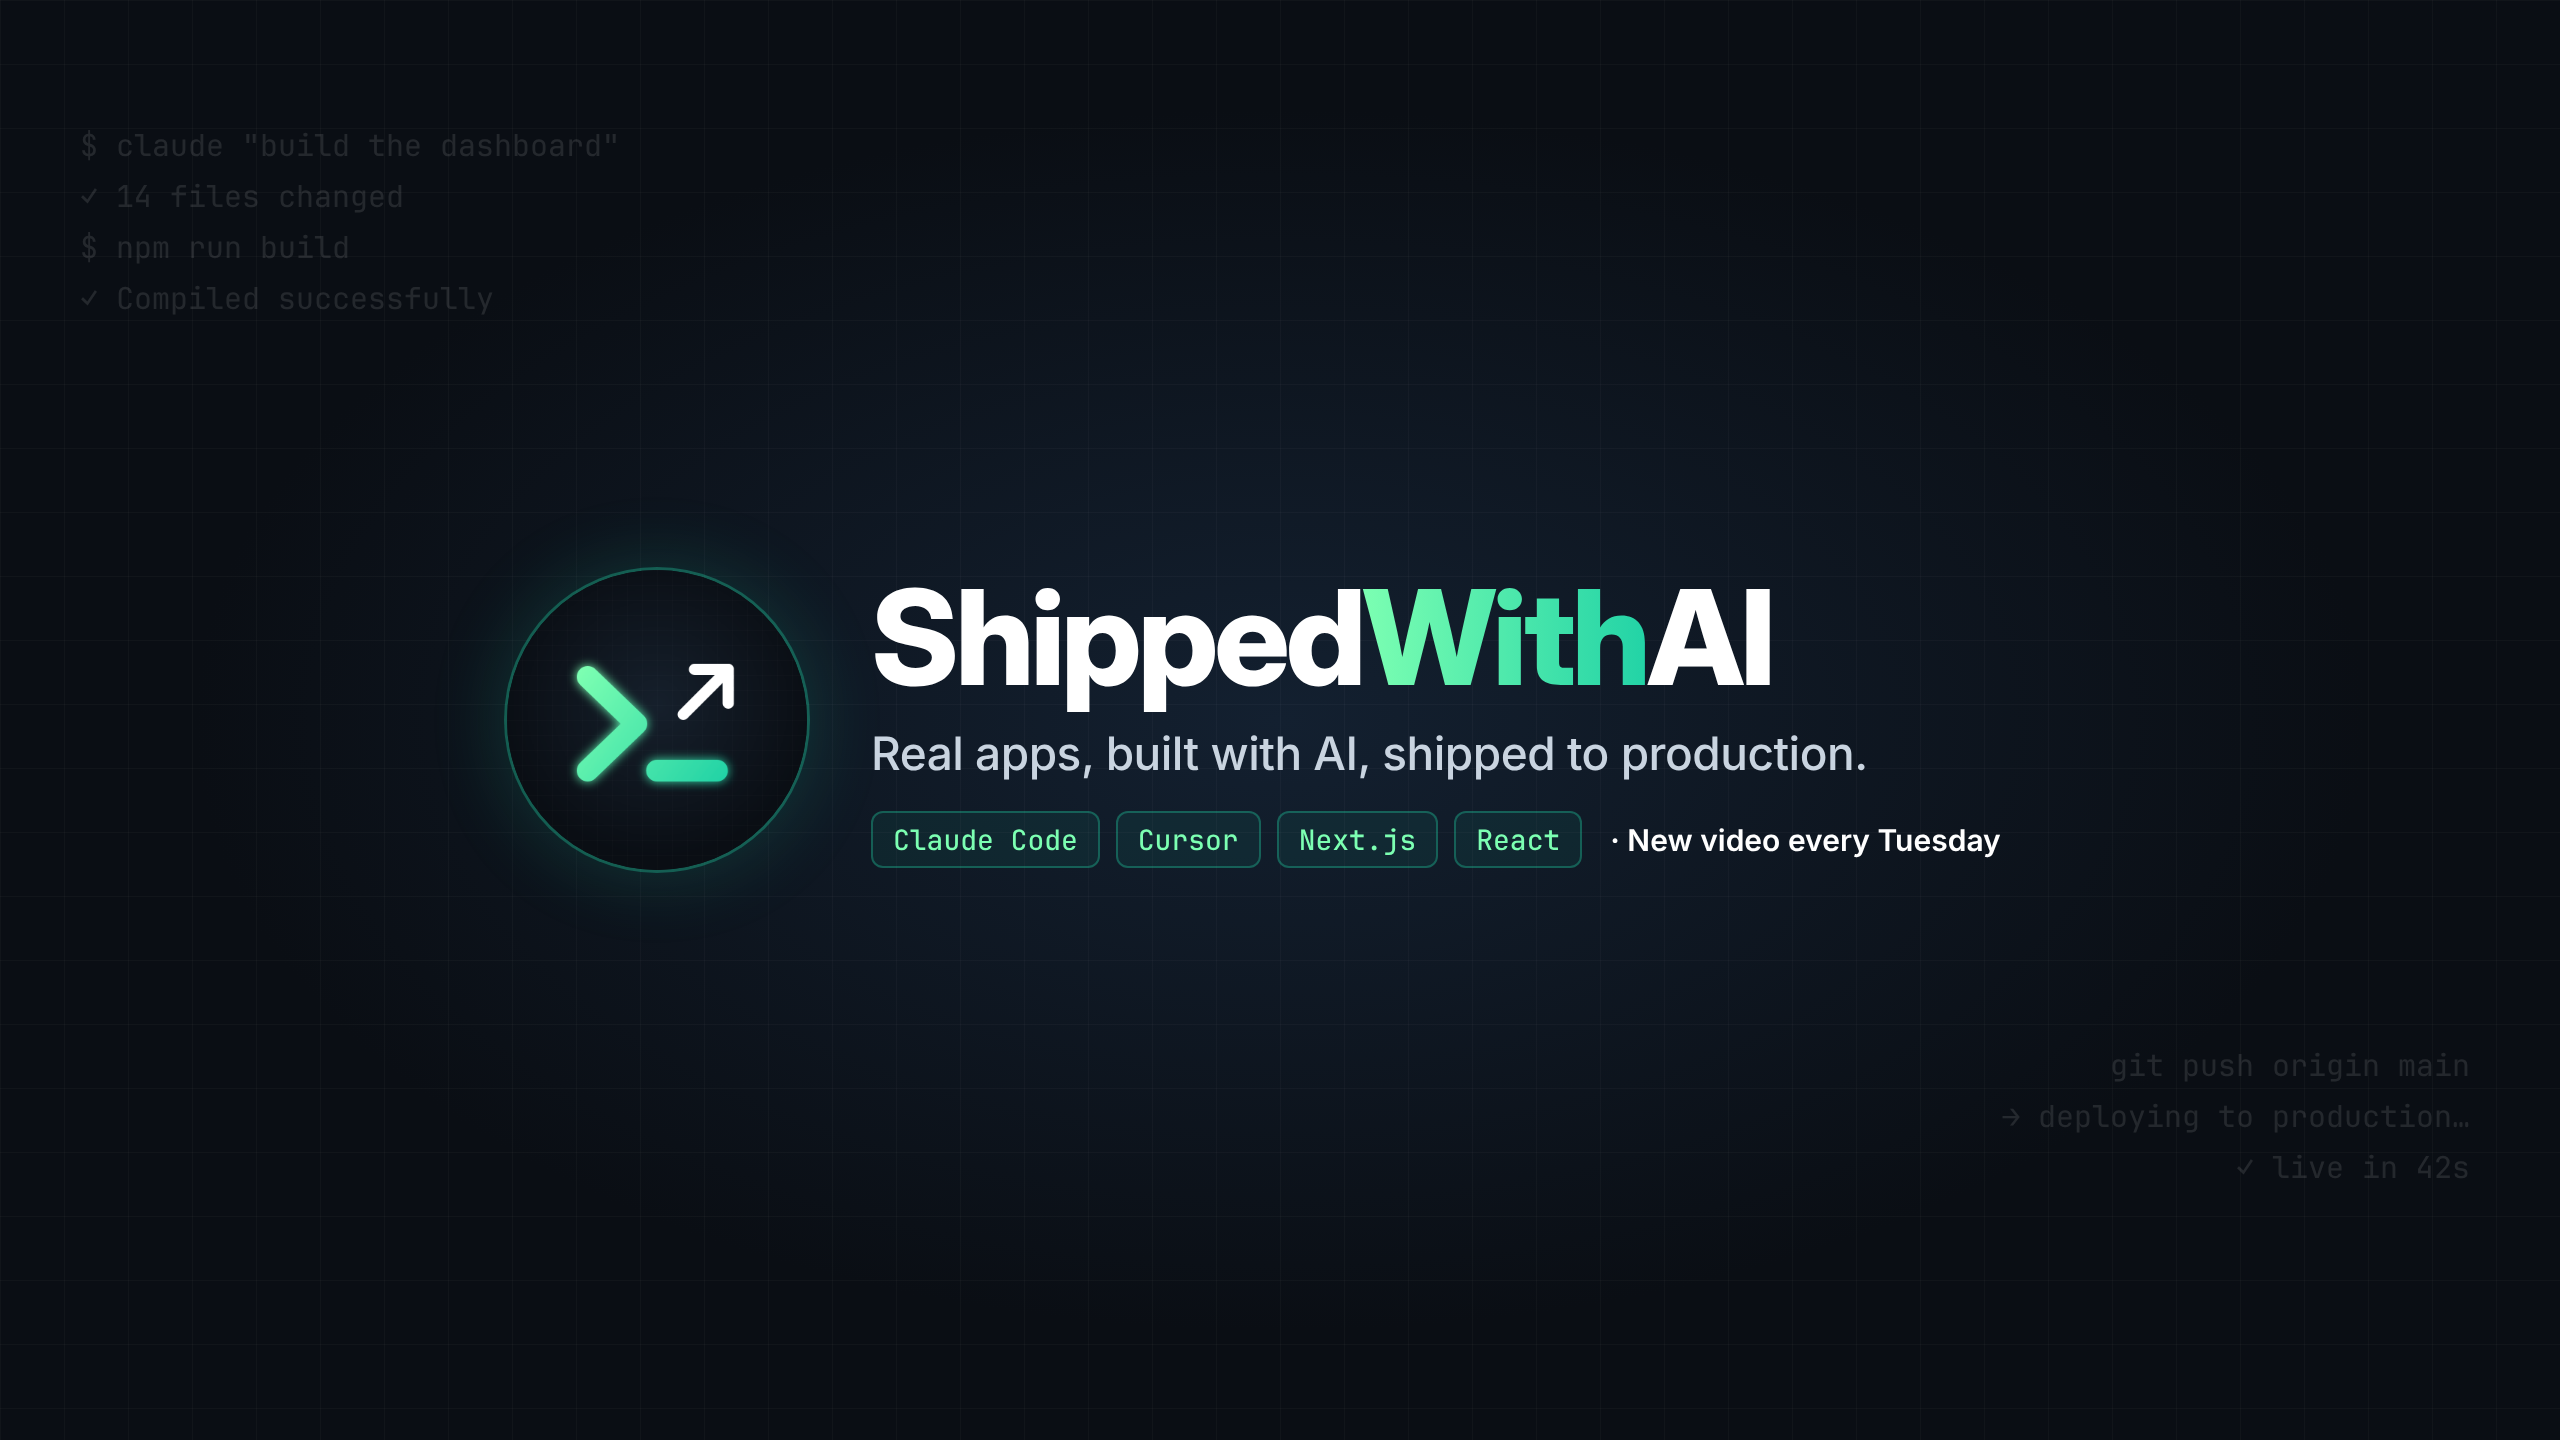 $ claude "build the dashboard"
✓ 14 files changed
$ npm run build
✓ Compiled successfully
ShippedWithAI
Real apps, built with AI, shipped to production.
Claude Code Cursor Next.js React · New video every Tuesday
git push origin main
→ deploying to production…
✓ live in 42s